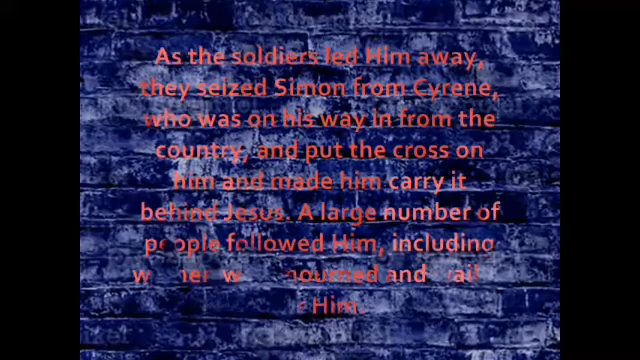 As the soldiers led Him away,
they seized Simon from Cyrene,
who was on his way in from the
country, and put the cross on
him and made him carry it
behind Jesus. A large number of
people followed Him, including
mourned and
Him.